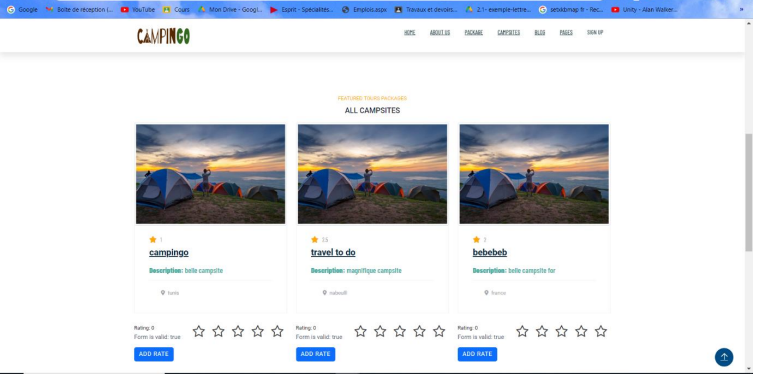 Google
Boîte de réception (...
YouTube
Cours
Mon Drive - Googl...
Esprit - Spécialités...
Emplois.aspx
Travaux et devoirs...
2.1- exemple-lettre...
setxkbmap fr - Rec...
Unity - Alan Walker...
»
CAMPINGO
HOME
ABOUT US
PACKAGE
CAMPSITES
BLOG
PAGES
SIGN UP
FEATURED TOURS PACKAGES
ALL CAMPSITES
1
campingo
Description: belle campsite
tunis
Rating: 0
Form is valid: true
ADD RATE
travel to do
Description: magnifique campsite
Rating: 0
Form is valid: true
ADD RATE
bebebeb
Description: belle campsite for
france
Rating: 0
Form is valid: true
ADD RATE